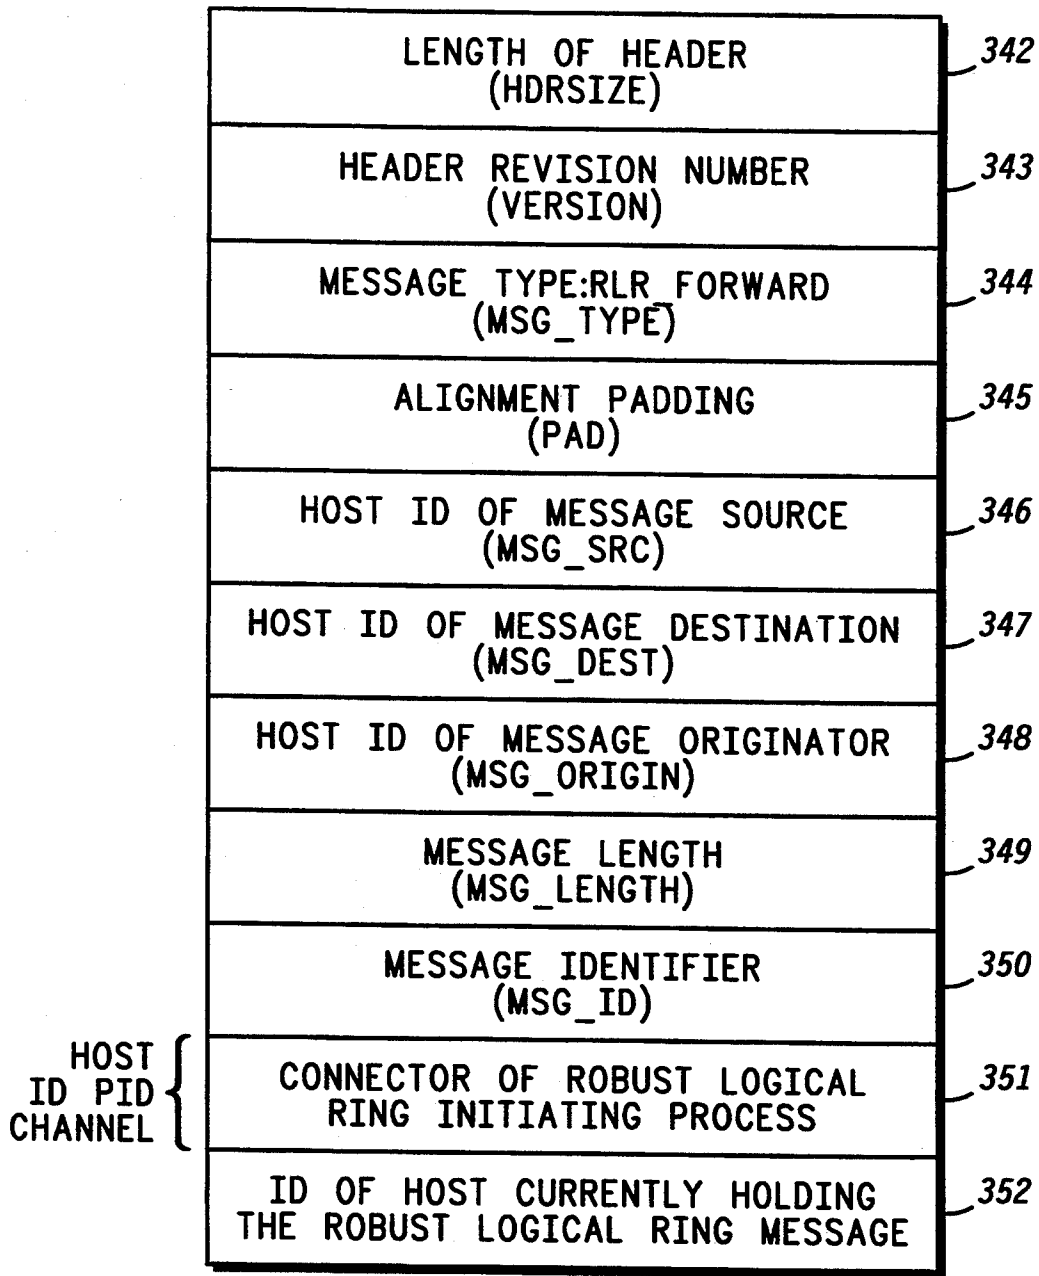 LENGTH OF HEADER
(HDRSIZE)
342
HEADER REVISION NUMBER
(VERSION)
343
MESSAGE TYPE:RLR_FORWARD
(MSG_TYPE)
344
ALIGNMENT PADDING
(PAD)
345
HOST ID OF MESSAGE SOURCE
(MSG_SRC)
346
HOST ID OF MESSAGE DESTINATION
(MSG_DEST)
347
HOST ID OF MESSAGE ORIGINATOR
(MSG_ORIGIN)
348
MESSAGE LENGTH
(MSG_LENGTH)
349
MESSAGE IDENTIFIER
(MSG_ID)
350
HOST
ID PID
CHANNEL
CONNECTOR OF ROBUST LOGICAL
RING INITIATING PROCESS
351
ID OF HOST CURRENTLY HOLDING
THE ROBUST LOGICAL RING MESSAGE
352